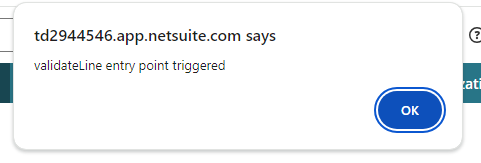 td2944546.app.netsuite.com says
validateLine entry point triggered
OK